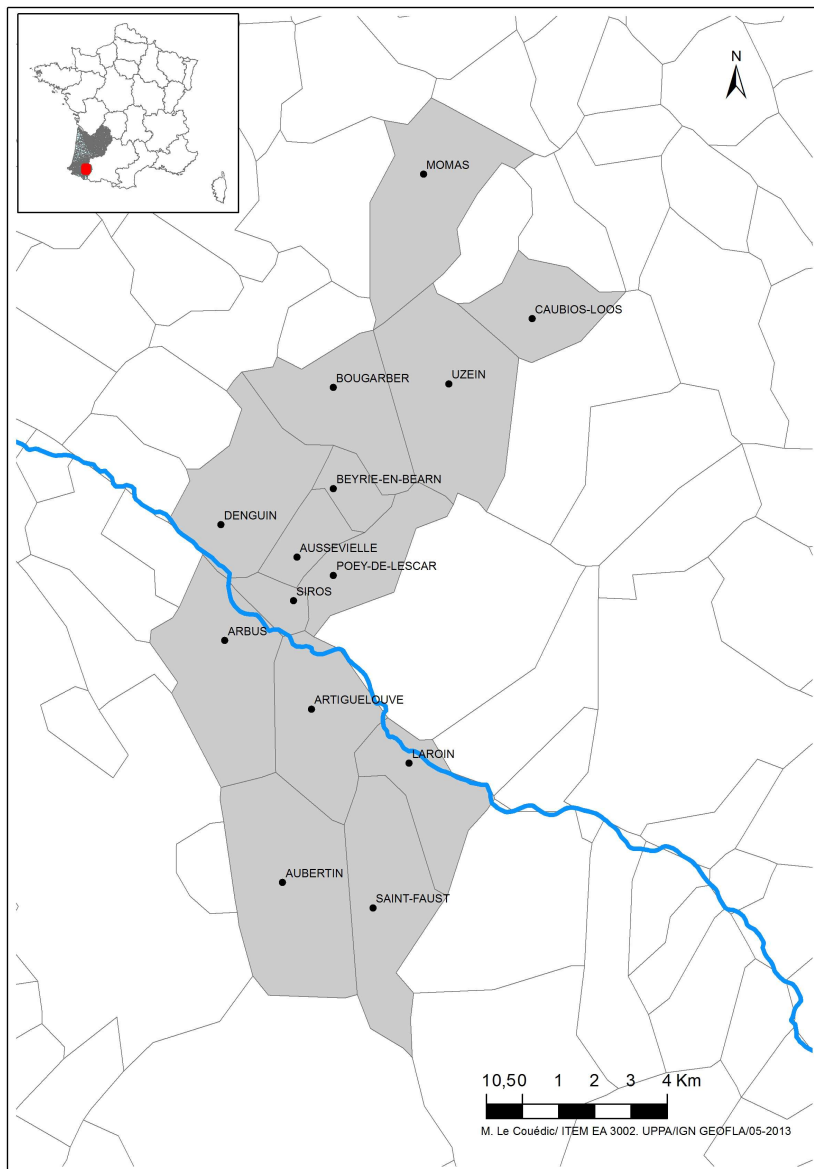 N
MOMAS
CAUBIOS-LOOS
UZEIN
BOUGARBER
BEYRIE-EN-BEARN
DENGUIN
AUSSEVIELLE
POEY-DE-LESCAR
SIROS
ARBUS
ARTIGUELOUVE
LAROIN
AUBERTIN
SAINT-FAUST
10,50 1 2 3 4 Km
M. Le Couédic/ ITEM EA 3002. UPPA/IGN GEOFLA/05-2013